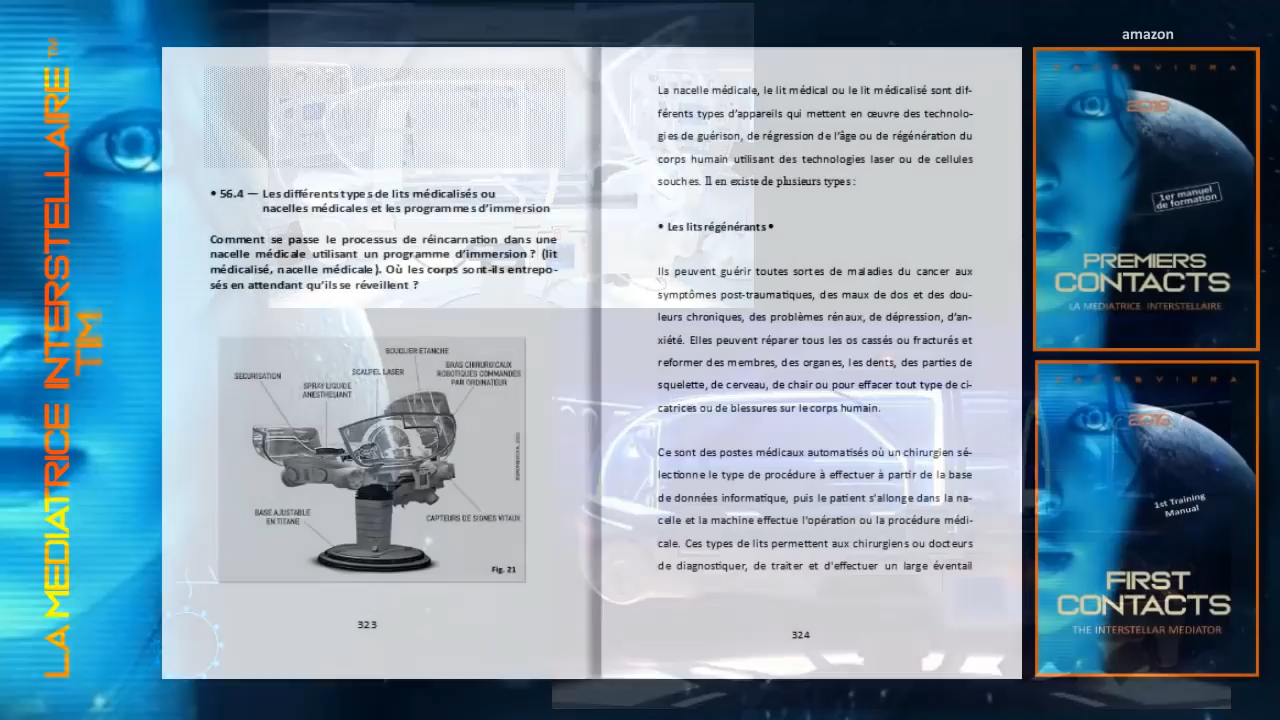 LA MEDIATRICE INTERSTELLAIRE ™
TIM
• 56.4 — Les différents types de lits médicalisés ou
nacelles médicales et les programmes d'immersion
Comment se passe le processus de réincarnation dans une
nacelle médicale utilisant un programme d'immersion ? (lit
médicalisé, nacelle médicale). Où les corps sont-ils entrepo-
sés en attendant qu'ils se réveillent ?
BOUCLIER ETANCHE
SCALPEL LASER
BRAS CHIRURGICAUX
ROBOTIQUES COMMANDÉS
PAR ORDINATEUR
SÉCURISATION
SPRAY LIQUIDE
ANESTHESIANT
BASE AJUSTABLE
EN TITANE
CAPTEURS DE SIGNES VITAUX
Fig. 21
323
La nacelle médicale, le lit médical ou le lit médicalisé sont dif-
férents types d'appareils qui mettent en œuvre des technolo-
gies de guérison, de régression de l'âge ou de régénération du
corps humain utilisant des technologies laser ou de cellules
souches. Il en existe de plusieurs types :
• Les lits régénérants •
Ils peuvent guérir toutes sortes de maladies du cancer aux
symptômes post-traumatiques, des maux de dos et des dou-
leurs chroniques, des problèmes rénaux, de dépression, d'an-
xiété. Elles peuvent réparer tous les os cassés ou fracturés et
reformer des membres, des organes, les dents, des parties de
squelette, de cerveau, de chair ou pour effacer tout type de ci-
catrices ou de blessures sur le corps humain.
Ce sont des postes médicaux automatisés où un chirurgien sé-
lectionne le type de procédure à effectuer à partir de la base
de données informatique, puis le patient s'allonge dans la na-
celle et la machine effectue l'opération ou la procédure médi-
cale. Ces types de lits permettent aux chirurgiens ou docteurs
de diagnostiquer, de traiter et d'effectuer un large éventail
324
amazon
1er manuel
de formation
PREMIERS
CONTACTS
LA MEDIATRICE INTERSTELLAIRE
1st Training
Manual
FIRST
CONTACTS
THE INTERSTELLAR MEDIATOR